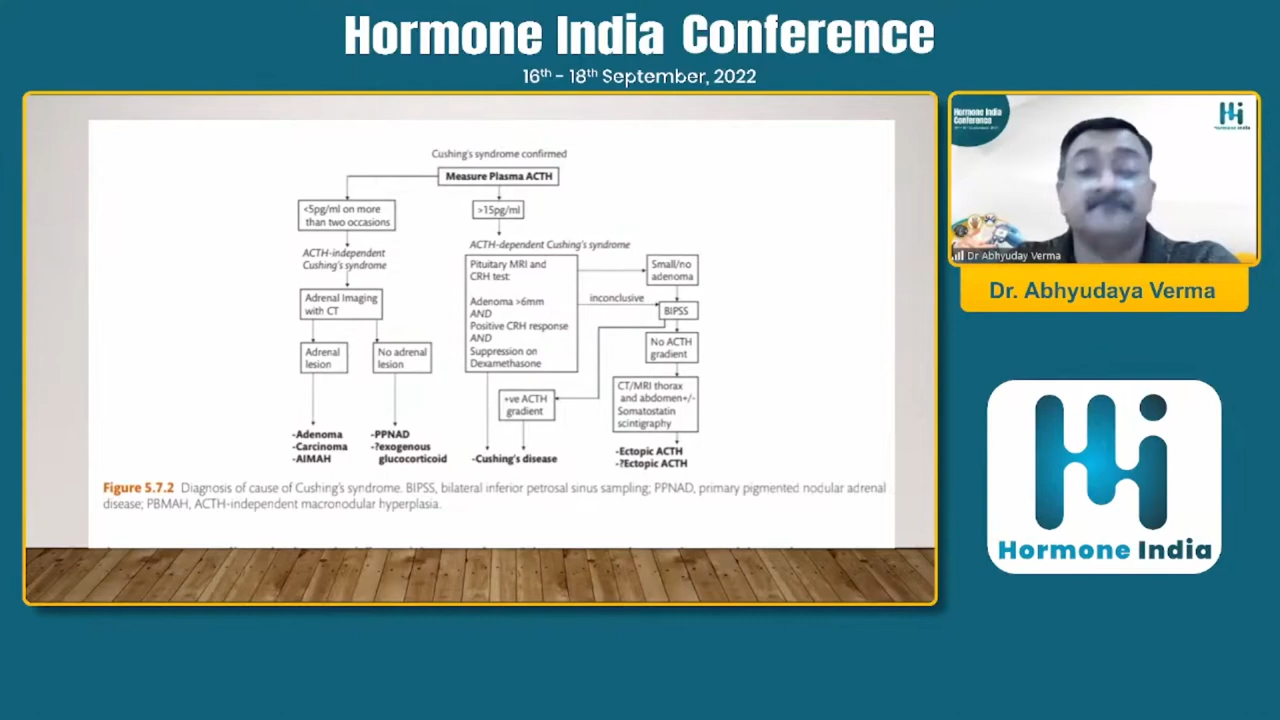 Hormone India Conference
16th - 18th September, 2022
Cushing's syndrome confirmed
Measure Plasma ACTH
<5pg/ml on more
than two occasions
>15pg/ml
ACTH-independent
Cushing's syndrome
ACTH-dependent Cushing's syndrome
Adrenal Imaging
with CT
Pituitary MRI and
CRH test:
Adenoma >6mm
AND
Positive CRH response
AND
Suppression on
Dexamethasone
Small/no
adenoma
inconclusive
BIPSS
No ACTH
gradient
Adrenal
lesion
No adrenal
lesion
CT/MRI thorax
and abdomen+/-
Somatostatin
scintigraphy
+ve ACTH
gradient
-Adenoma
-Carcinoma
-AIMAH
-PPNAD
-?exogenous
glucocorticoid
-Cushing's disease
-Ectopic ACTH
-?Ectopic ACTH
Figure 5.7.2 Diagnosis of cause of Cushing's syndrome. BIPSS, bilateral inferior petrosal sinus sampling; PPNAD, primary pigmented nodular adrenal
disease; PBMAH, ACTH-independent macronodular hyperplasia.
Hormone India
Conference
Hormone India
Dr Abhyuday Verma
Dr. Abhyudaya Verma
Hormone India